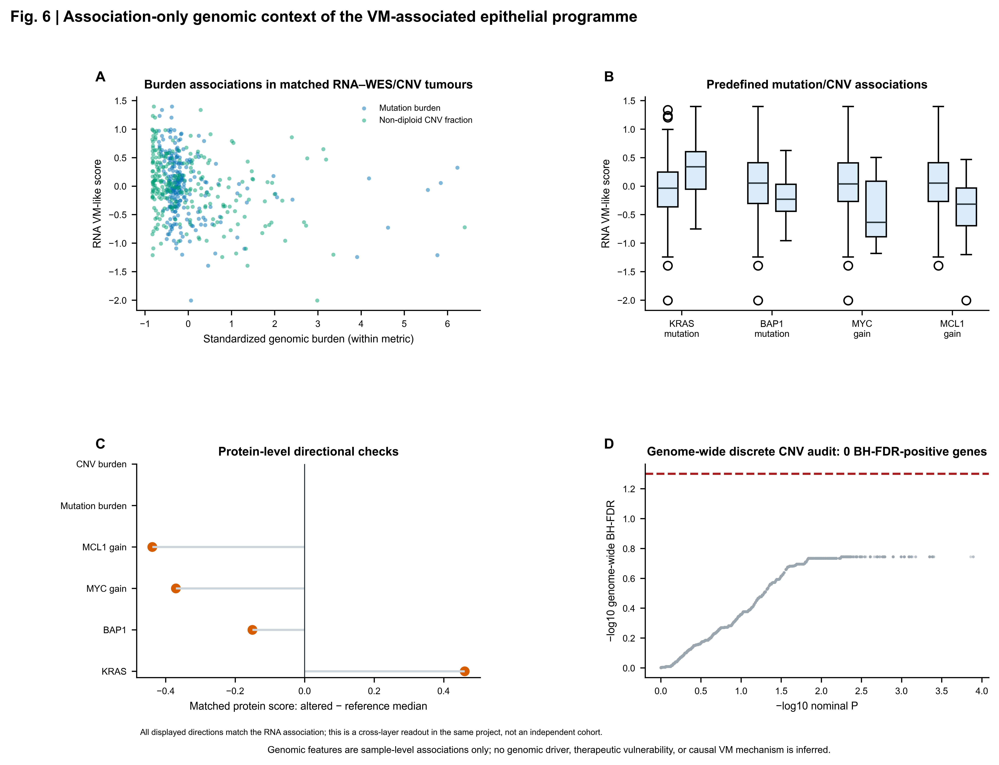 Fig. 6 | Association-only genomic context of the VM-associated epithelial programme
A
Burden associations in matched RNA–WES/CNV tumours
Mutation burden
Non-diploid CNV fraction
RNA VM-like score
1.5
1.0
0.5
0.0
−0.5
−1.0
−1.5
−2.0
−1 0 1 2 3 4 5 6
Standardized genomic burden (within metric)
B
Predefined mutation/CNV associations
RNA VM-like score
1.5
1.0
0.5
0.0
−0.5
−1.0
−1.5
−2.0
KRAS BAP1 MYC MCL1
mutation mutation gain gain
C
Protein-level directional checks
CNV burden
Mutation burden
MCL1 gain
MYC gain
BAP1
KRAS
−0.4 −0.2 0.0 0.2 0.4
Matched protein score: altered − reference median
D
Genome-wide discrete CNV audit: 0 BH-FDR-positive genes
−log10 genome-wide BH-FDR
1.2
1.0
0.8
0.6
0.4
0.2
0.0
0.0 0.5 1.0 1.5 2.0 2.5 3.0 3.5 4.0
−log10 nominal P
All displayed directions match the RNA association; this is a cross-layer readout in the same project, not an independent cohort.
Genomic features are sample-level associations only; no genomic driver, therapeutic vulnerability, or causal VM mechanism is inferred.